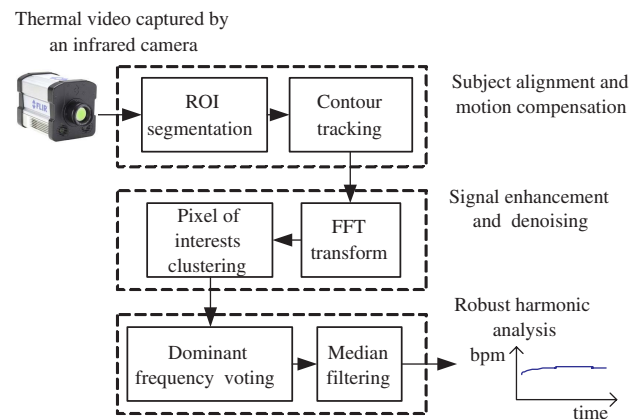 Thermal video captured by
an infrared camera
FLIR
ROI
segmentation
Contour
tracking
Subject alignment and
motion compensation
Pixel of
interests
clustering
FFT
transform
Signal enhancement
and denoising
Dominant
frequency voting
Median
filtering
Robust harmonic
analysis
bpm
time